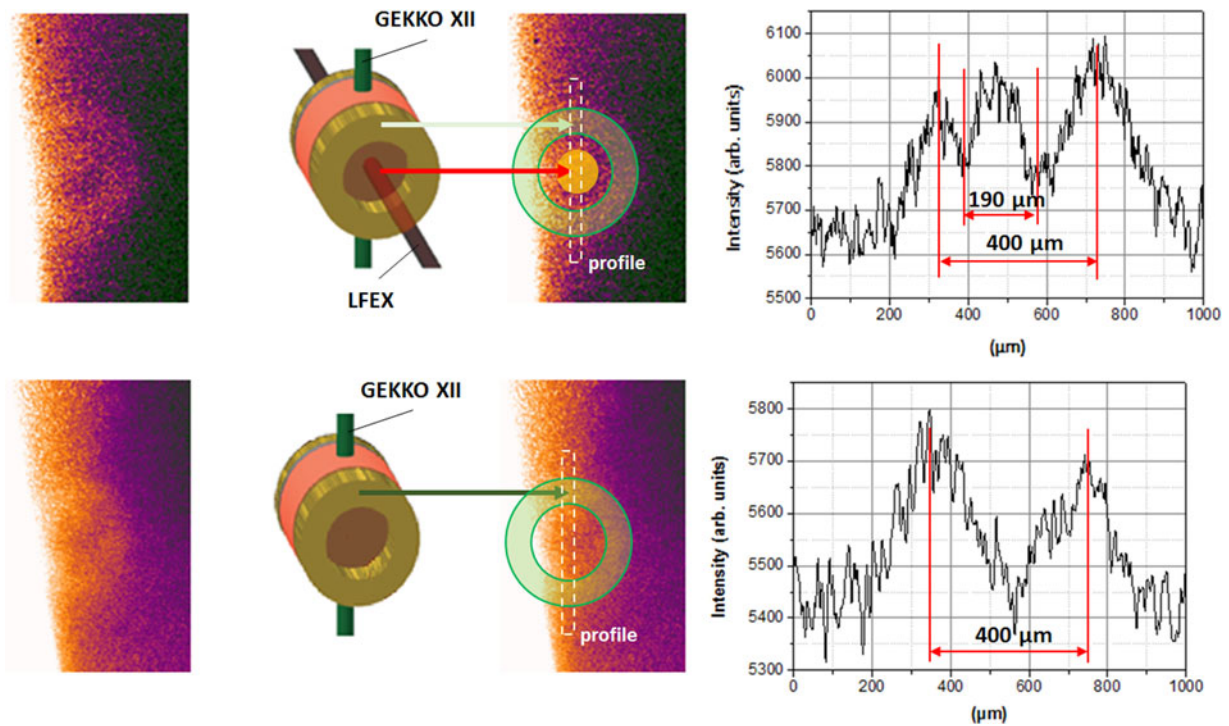 GEKKO XII
LFEX
profile
Intensity (arb. units)
6100
6000
5900
5800
5700
5600
5500
190 µm
400 µm
0 200 400 600 800 1000
(µm)
GEKKO XII
profile
Intensity (arb. units)
5800
5700
5600
5500
5400
5300
400 µm
0 200 400 600 800 1000
(µm)